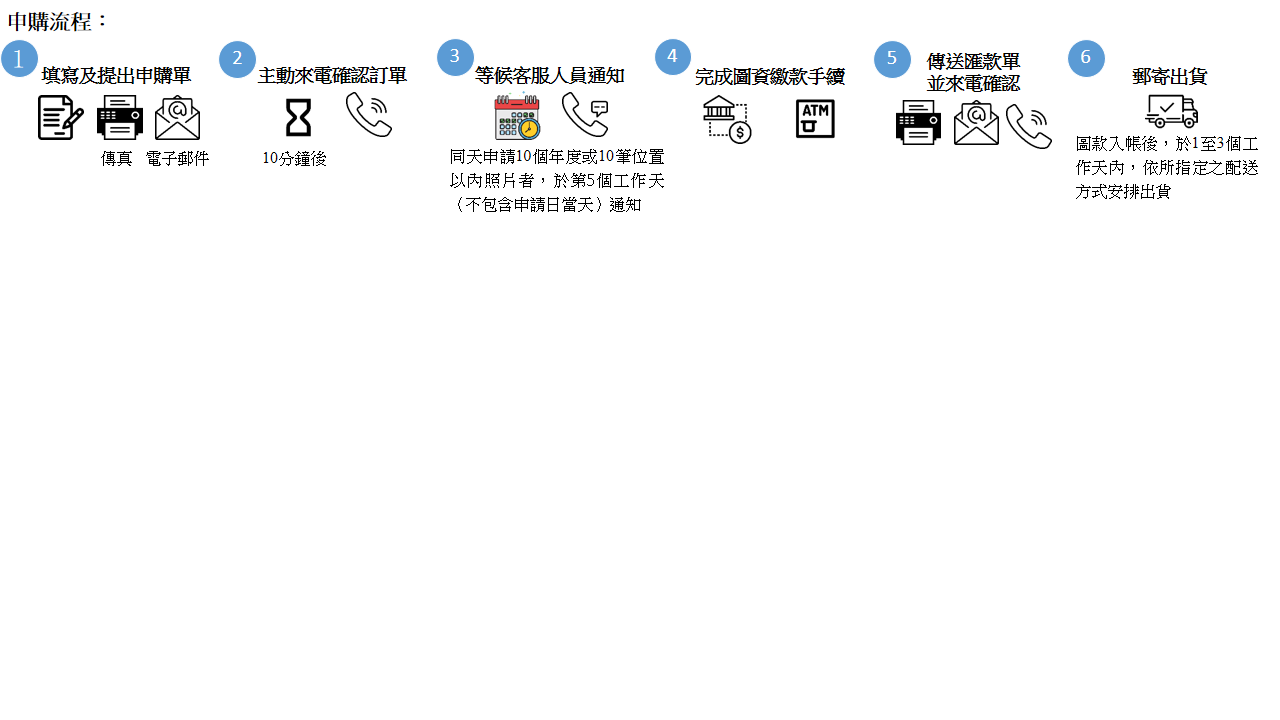 申購流程：
1
填寫及提出申購單
傳真 電子郵件
2
主動來電確認訂單
10分鐘後
3
等候客服人員通知
同天申請10個年度或10筆位置
以內照片者，於第5個工作天
（不包含申請日當天）通知
4
完成圖資繳款手續
ATM
5
傳送匯款單
並來電確認
6
郵寄出貨
圖款入帳後，於1至3個工
作天內，依所指定之配送
方式安排出貨